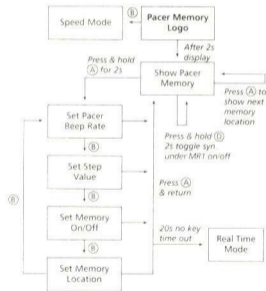 Speed Mode
Ⓑ
Pacer Memory
Logo
After 2s
display
Press & hold
Ⓐ for 2s
Show Pacer
Memory
Press Ⓐ to
show next
memory
location
Set Pacer
Beep Rate
Press & hold Ⓓ
2s toggle syn.
under MR1 on/off
Ⓑ
Set Step
Value
Ⓑ
Ⓑ
Press Ⓐ
& return
Set Memory
On/Off
20s no key
time out
Real Time
Mode
Ⓑ
Set Memory
Location